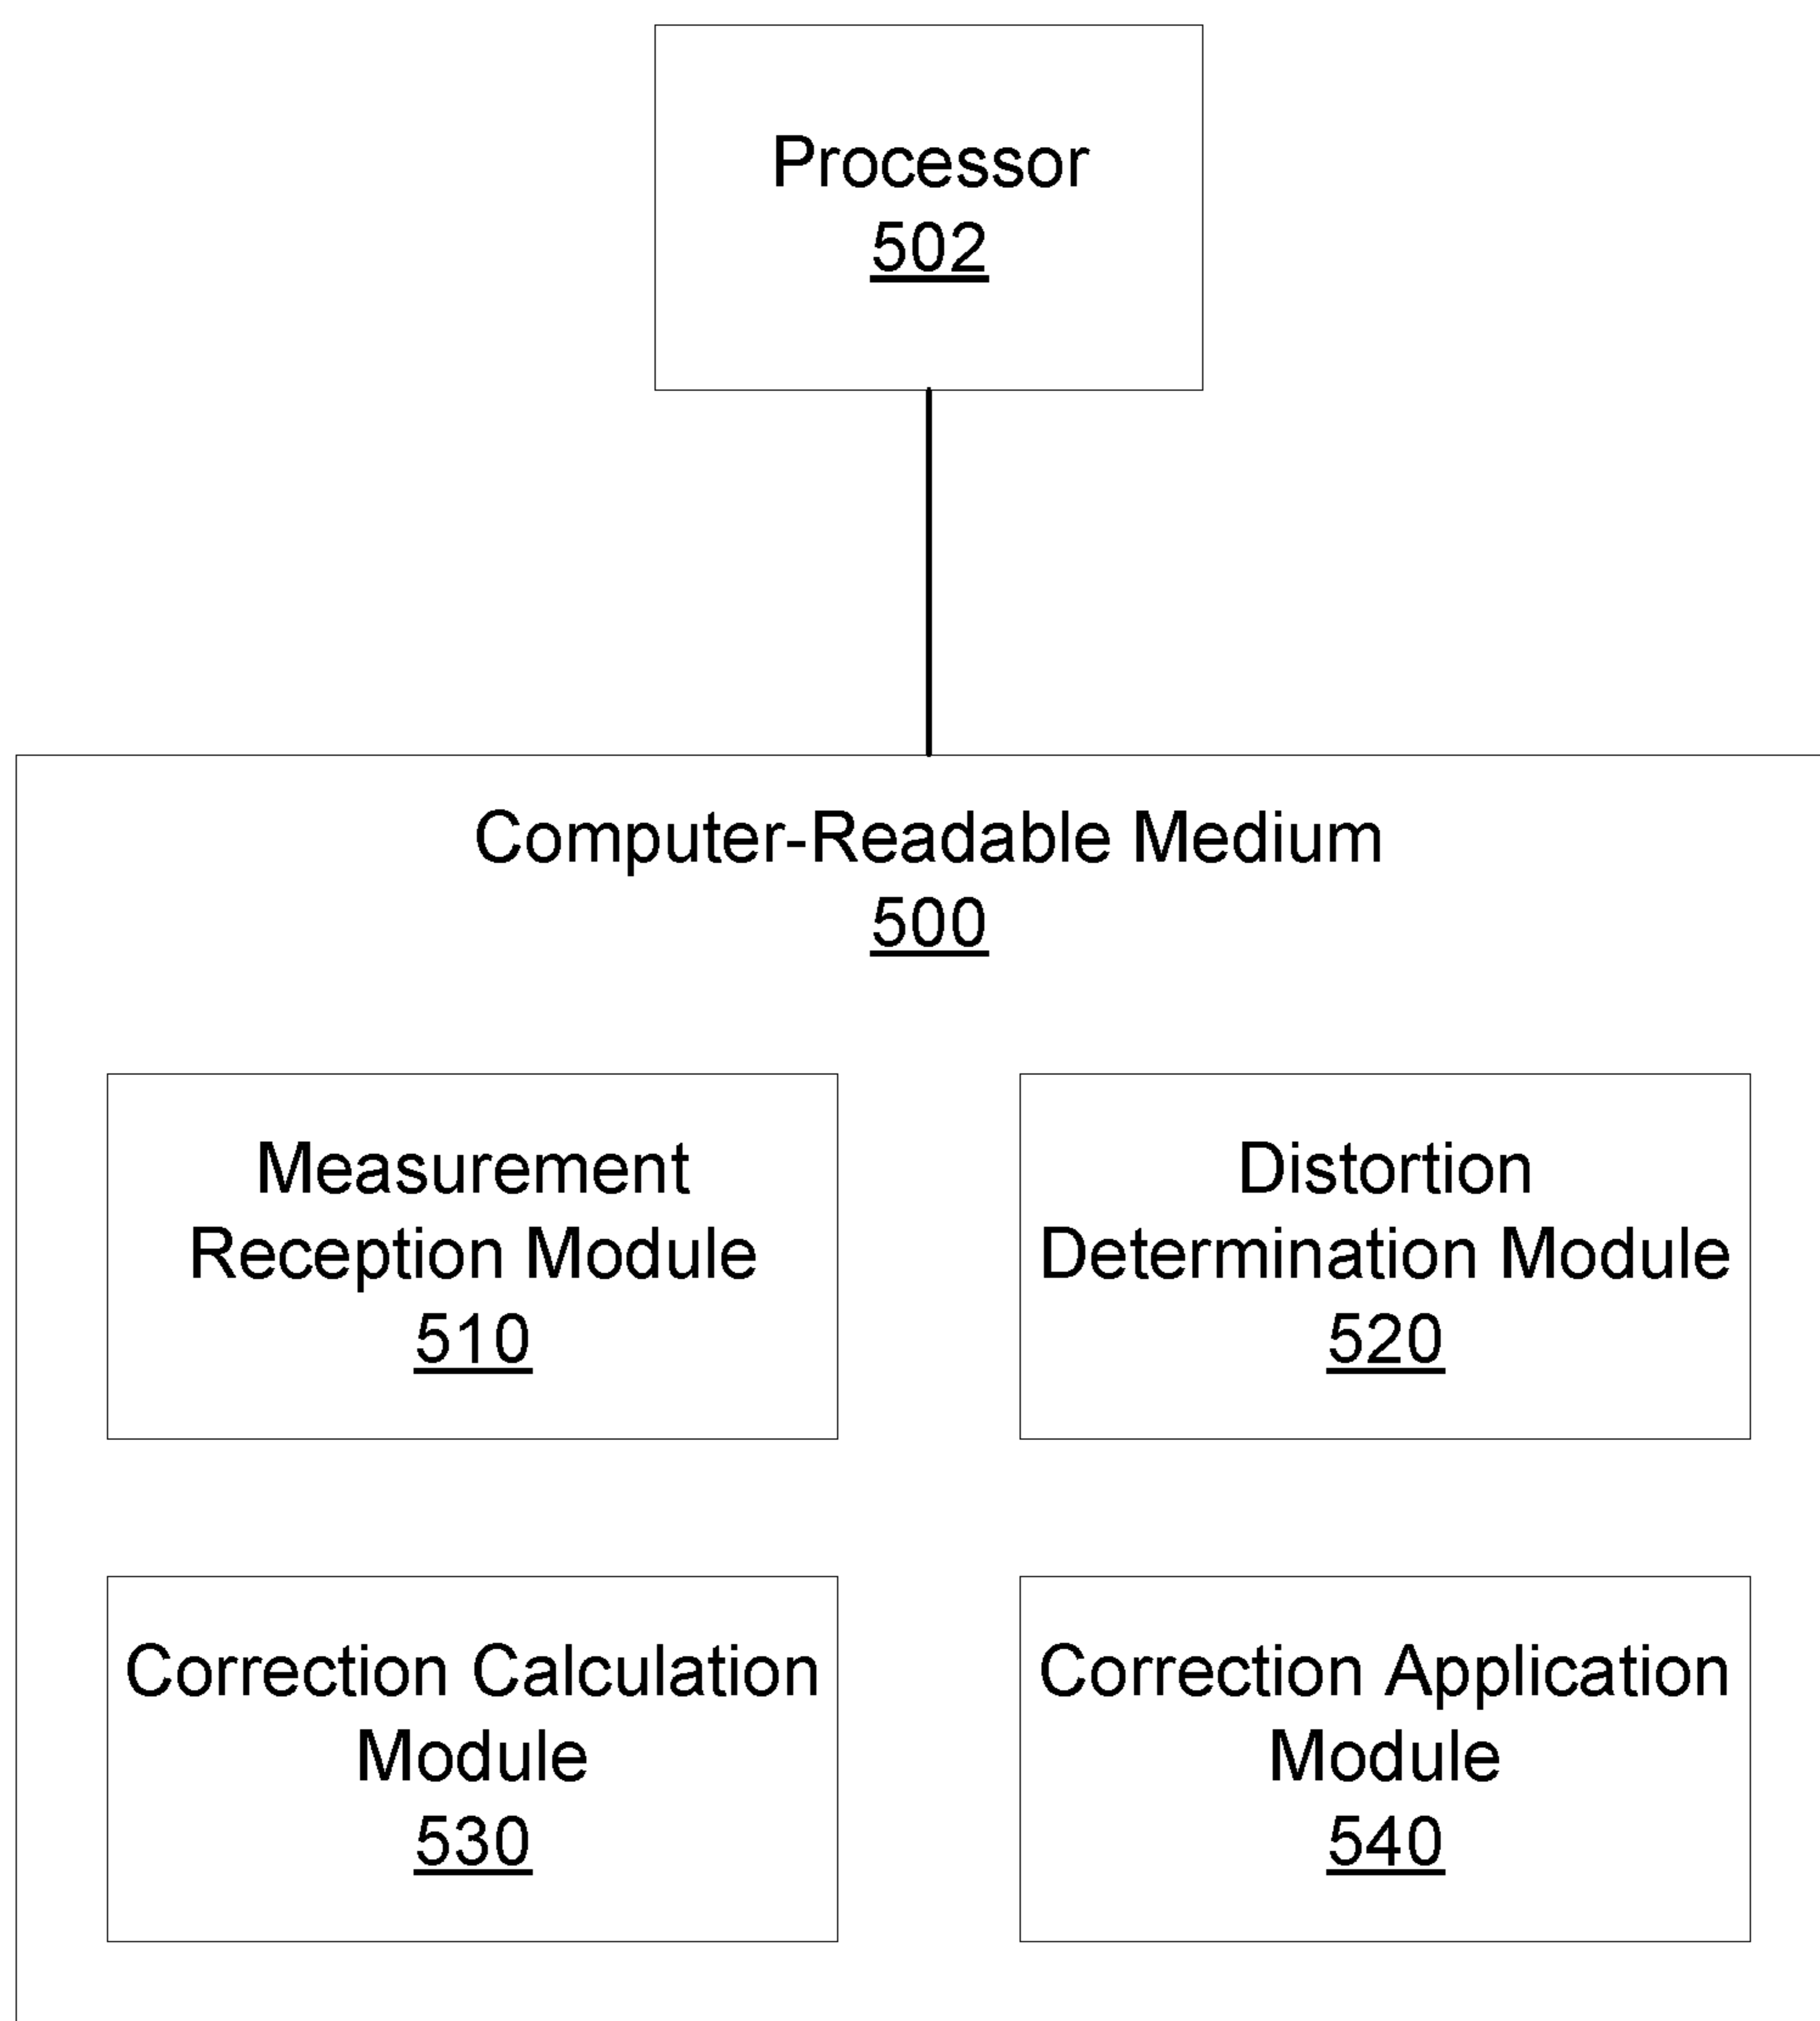 Processor
502
Computer-Readable Medium
500
Measurement
Reception Module
510
Distortion
Determination Module
520
Correction Calculation
Module
530
Correction Application
Module
540